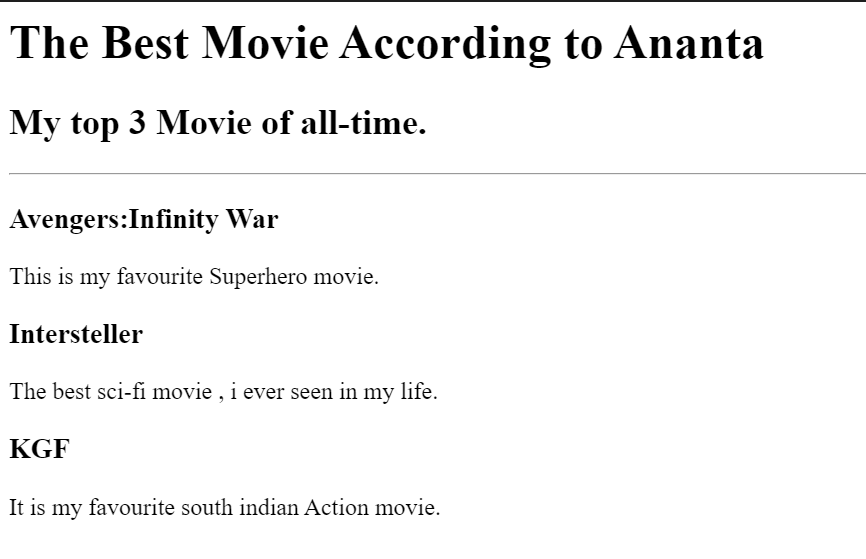 The Best Movie According to Ananta
My top 3 Movie of all-time.
Avengers:Infinity War
This is my favourite Superhero movie.
Intersteller
The best sci-fi movie , i ever seen in my life.
KGF
It is my favourite south indian Action movie.